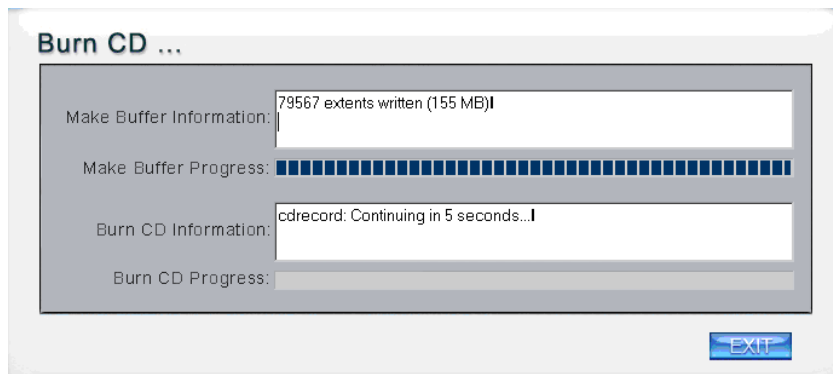 Burn CD ...
Make Buffer Information:
79567 extents written (155 MB)
Make Buffer Progress:
Burn CD Information:
cdrecord: Continuing in 5 seconds...
Burn CD Progress:
EXIT